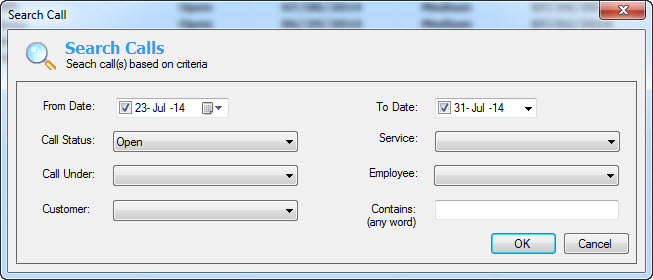 Search Call
Search Calls
Seach call(s) based on criteria
From Date: 23- Jul -14 To Date: 31- Jul -14
Call Status: Open Service:
Call Under: Employee:
Customer: Contains:
(any word)
OK Cancel